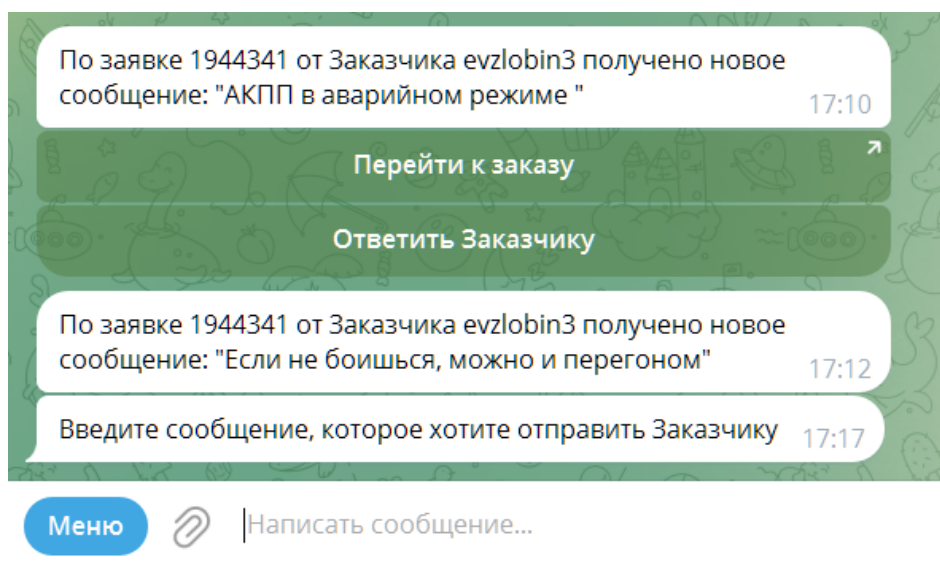 По заявке 1944341 от Заказчика evzlobin3 получено новое
сообщение: "АКПП в аварийном режиме "
17:10
Перейти к заказу
Ответить Заказчику
По заявке 1944341 от Заказчика evzlobin3 получено новое
сообщение: "Если не боишься, можно и перегоном"
17:12
Введите сообщение, которое хотите отправить Заказчику 17:17
Меню Написать сообщение...